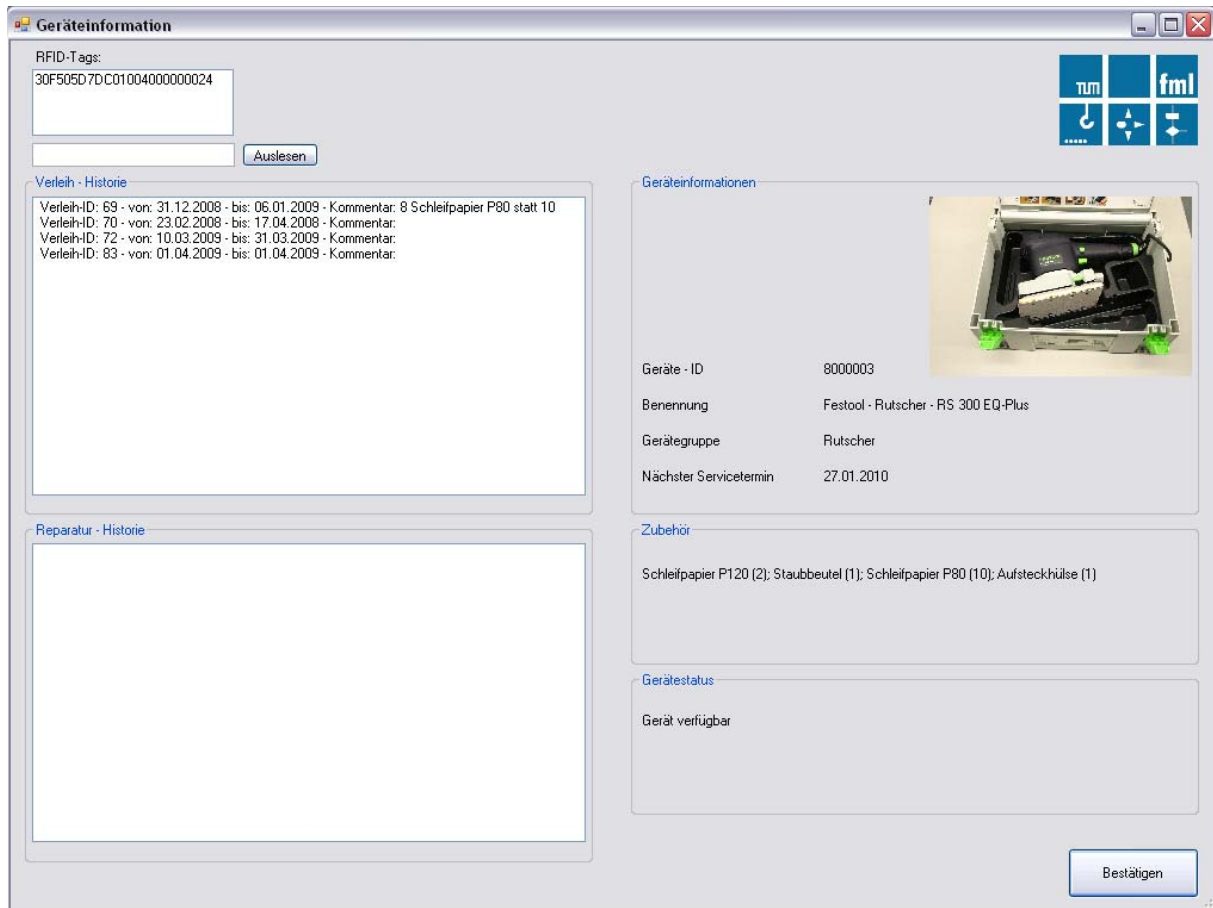 Geräteinformation
RFID-Tags:
30F505D7DC01004000000024
Auslesen
TUM
fml
Verleih - Historie
Verleih-ID: 69 - von: 31.12.2008 - bis: 06.01.2009 - Kommentar: 8 Schleifpapier P80 statt 10
Verleih-ID: 70 - von: 23.02.2008 - bis: 17.04.2008 - Kommentar:
Verleih-ID: 72 - von: 10.03.2009 - bis: 31.03.2009 - Kommentar:
Verleih-ID: 83 - von: 01.04.2009 - bis: 01.04.2009 - Kommentar:
Geräteinformationen
Geräte - ID 8000003
Benennung Festool - Rutscher - RS 300 EQ-Plus
Gerätegruppe Rutscher
Nächster Servicetermin 27.01.2010
Reparatur - Historie
Zubehör
Schleifpapier P120 (2); Staubbeutel (1); Schleifpapier P80 (10); Aufsteckhülse (1)
Gerätestatus
Gerät verfügbar
Bestätigen